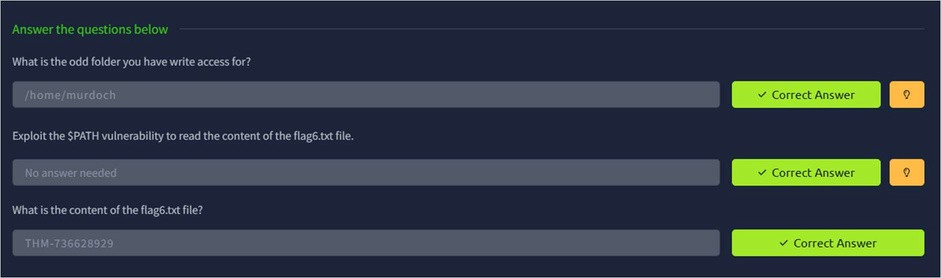 Answer the questions below
What is the odd folder you have write access for?
/home/murdoch
Correct Answer
Exploit the $PATH vulnerability to read the content of the flag6.txt file.
No answer needed
Correct Answer
What is the content of the flag6.txt file?
THM-736628929
Correct Answer